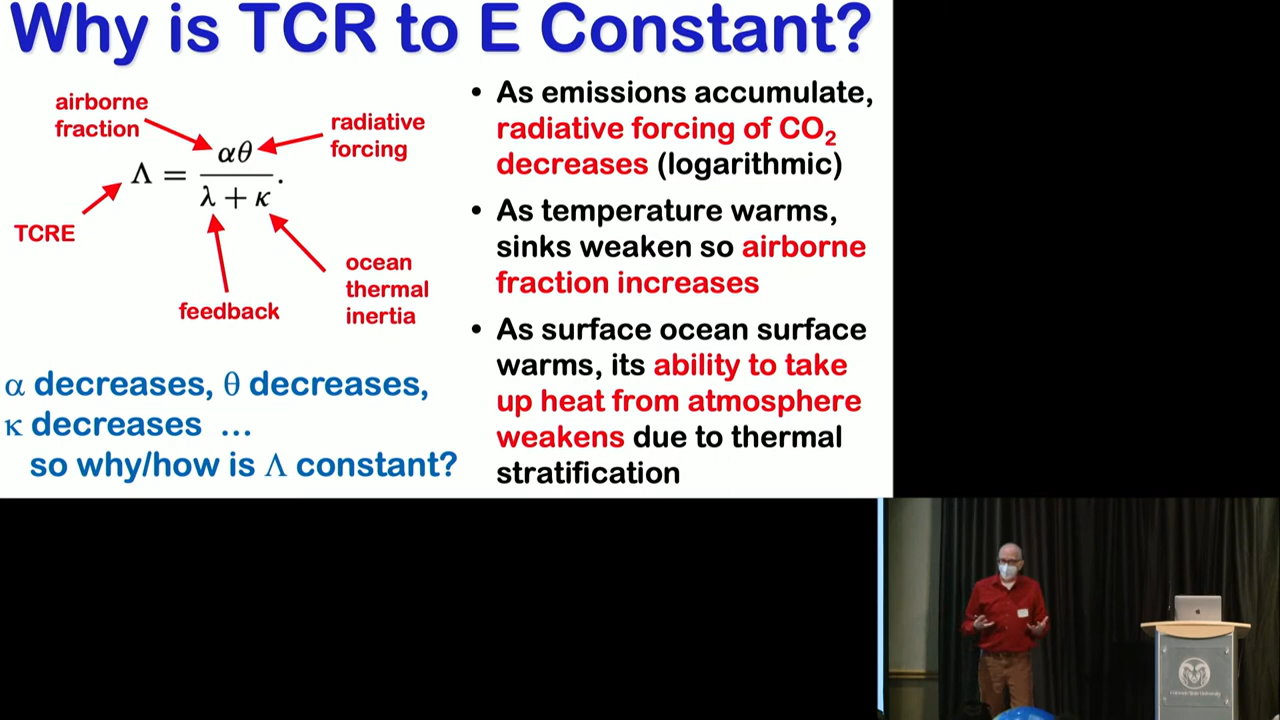 Why is TCR to E Constant?
airborne
fraction
radiative
forcing
Λ = αθ / λ + κ .
TCRE
ocean
thermal
inertia
feedback
α decreases, θ decreases,
κ decreases ...
so why/how is Λ constant?
• As emissions accumulate,
radiative forcing of CO₂
decreases (logarithmic)
• As temperature warms,
sinks weaken so airborne
fraction increases
• As surface ocean surface
warms, its ability to take
up heat from atmosphere
weakens due to thermal
stratification
Colorado State University